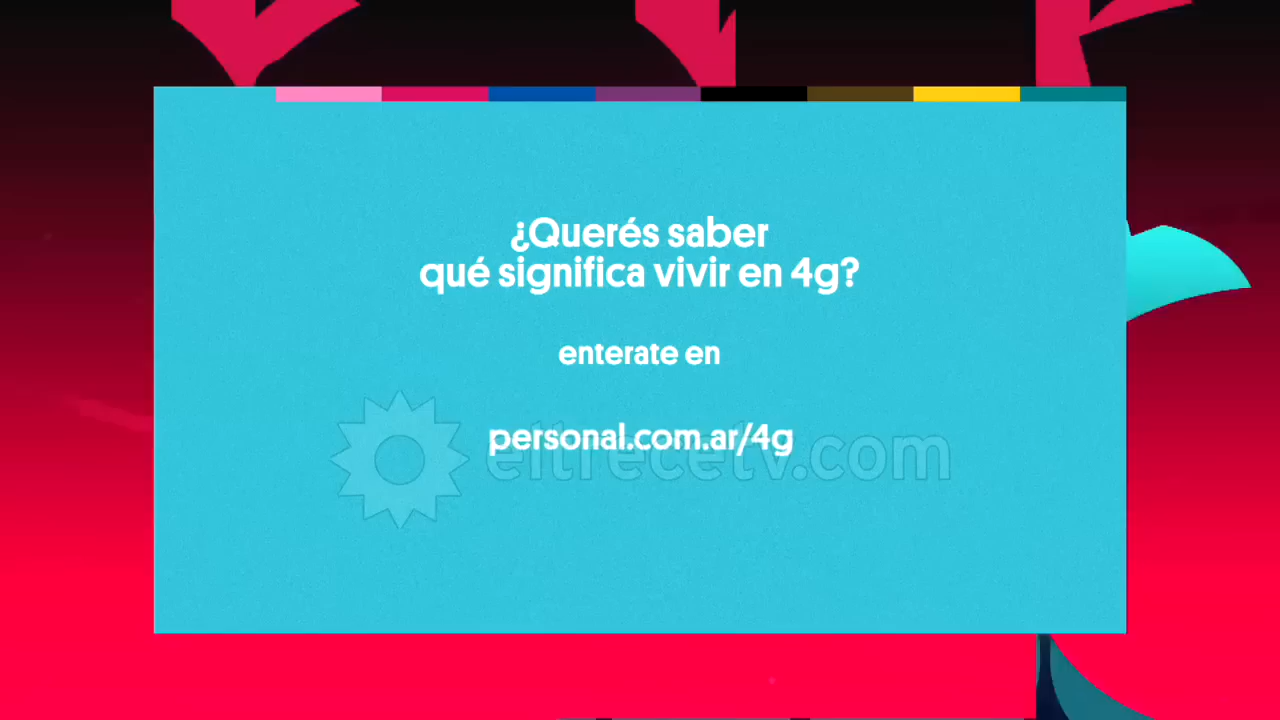 ¿Querés saber
qué significa vivir en 4g?
enterate en
personal.com.ar/4g
eltrecetv.com